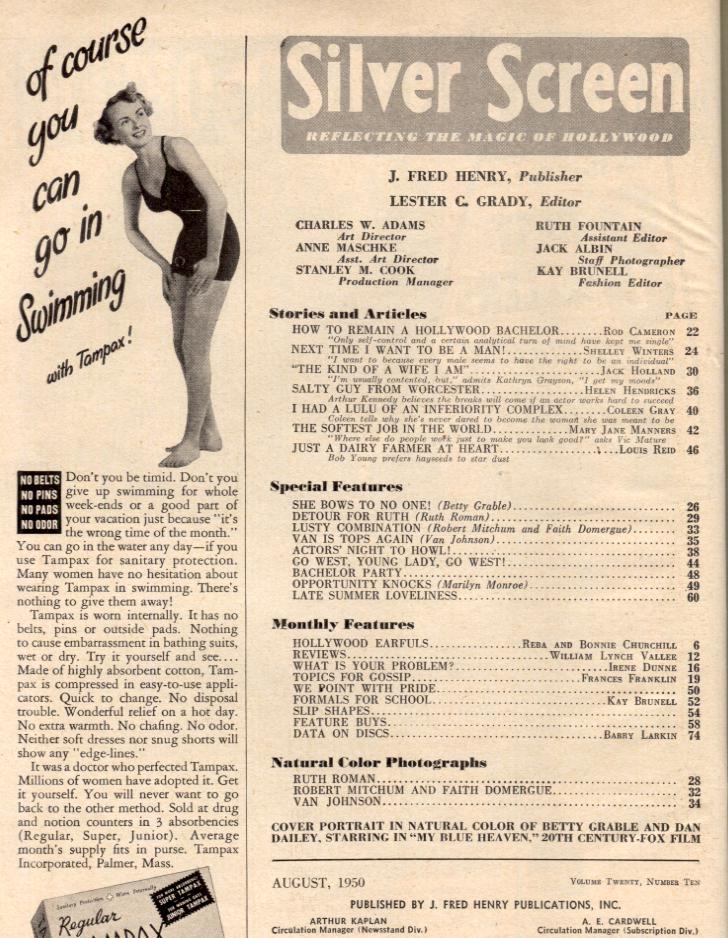 of course
you
can
go in
Swimming
with Tampax!
NO BELTS
NO PINS
NO PADS
NO ODOR
Don't you be timid. Don't you
give up swimming for whole
week-ends or a good part of
your vacation just because "it's
the wrong time of the month."
You can go in the water any day—if you
use Tampax for sanitary protection.
Many women have no hesitation about
wearing Tampax in swimming. There's
nothing to give them away!
Tampax is worn internally. It has no
belts, pins or outside pads. Nothing
to cause embarrassment in bathing suits,
wet or dry. Try it yourself and see....
Made of highly absorbent cotton, Tam-
pax is compressed in easy-to-use appli-
cators. Quick to change. No disposal
trouble. Wonderful relief on a hot day.
No extra warmth. No chafing. No odor.
Neither soft dresses nor snug shorts will
show any "edge-lines."
It was a doctor who perfected Tampax.
Millions of women have adopted it. Get
it yourself. You will never want to go
back to the other method. Sold at drug
and notion counters in 3 absorbencies
(Regular, Super, Junior). Average
month's supply fits in purse. Tampax
Incorporated, Palmer, Mass.
Sanitary Protection Worn Internally
FOR MORE ABSORBENCY
SUPER TAMPAX
JUNIOR TAMPAX
Regular
TAMPAX
Silver Screen
REFLECTING THE MAGIC OF HOLLYWOOD
J. FRED HENRY, Publisher
LESTER C. GRADY, Editor
CHARLES W. ADAMS
Art Director
ANNE MASCHKE
Asst. Art Director
STANLEY M. COOK
Production Manager
RUTH FOUNTAIN
Assistant Editor
JACK ALBIN
Staff Photographer
KAY BRUNELL
Fashion Editor
Stories and Articles PAGE
HOW TO REMAIN A HOLLYWOOD BACHELOR........ROD CAMERON 22
"Only self-control and a certain analytical turn of mind have kept me single"
NEXT TIME I WANT TO BE A MAN!..............SHELLEY WINTERS 24
"I want to because every male seems to have the right to be an individual"
"THE KIND OF A WIFE I AM"......................JACK HOLLAND 30
"I'm usually contented, but," admits Kathryn Grayson, "I get my moods"
SALTY GUY FROM WORCESTER...................HELEN HENDRICKS 36
Arthur Kennedy believes the breaks will come if an actor works hard to succeed
I HAD A LULU OF AN INFERIORITY COMPLEX.......COLEEN GRAY 40
Coleen tells why she's never dared to become the woman she was meant to be
THE SOFTEST JOB IN THE WORLD...........MARY JANE MANNERS 42
"Where else do people work just to make you look good?" asks Vic Mature
JUST A DAIRY FARMER AT HEART....................LOUIS REID 46
Bob Young prefers hayseeds to star dust
Special Features
SHE BOWS TO NO ONE! (Betty Grable)........................ 26
DETOUR FOR RUTH (Ruth Roman)........................ 29
LUSTY COMBINATION (Robert Mitchum and Faith Domergue)........ 33
VAN IS TOPS AGAIN (Van Johnson)........................ 35
ACTORS' NIGHT TO HOWL!........................ 38
GO WEST, YOUNG LADY, GO WEST!........................ 44
BACHELOR PARTY........................ 48
OPPORTUNITY KNOCKS (Marilyn Monroe)........................ 49
LATE SUMMER LOVELINESS........................ 60
Monthly Features
HOLLYWOOD EARFULS................REBA AND BONNIE CHURCHILL 6
REVIEWS........................WILLIAM LYNCH VALLER 12
WHAT IS YOUR PROBLEM?........................IRENE DUNNE 16
TOPICS FOR GOSSIP........................FRANCES FRANKLIN 19
WE POINT WITH PRIDE........................ 50
FORMALS FOR SCHOOL........................KAY BRUNELL 52
SLIP SHAPES........................ 54
FEATURE BUYS........................ 58
DATA ON DISCS........................BARRY LARKIN 74
Natural Color Photographs
RUTH ROMAN........................ 28
ROBERT MITCHUM AND FAITH DOMERGUE........................ 32
VAN JOHNSON........................ 34
COVER PORTRAIT IN NATURAL COLOR OF BETTY GRABLE AND DAN
DAILEY, STARRING IN "MY BLUE HEAVEN," 20TH CENTURY-FOX FILM
AUGUST, 1950 VOLUME TWENTY, NUMBER TEN
PUBLISHED BY J. FRED HENRY PUBLICATIONS, INC.
ARTHUR KAPLAN
Circulation Manager (Newsstand Div.)
A. E. CARDWELL
Circulation Manager (Subscription Div.)